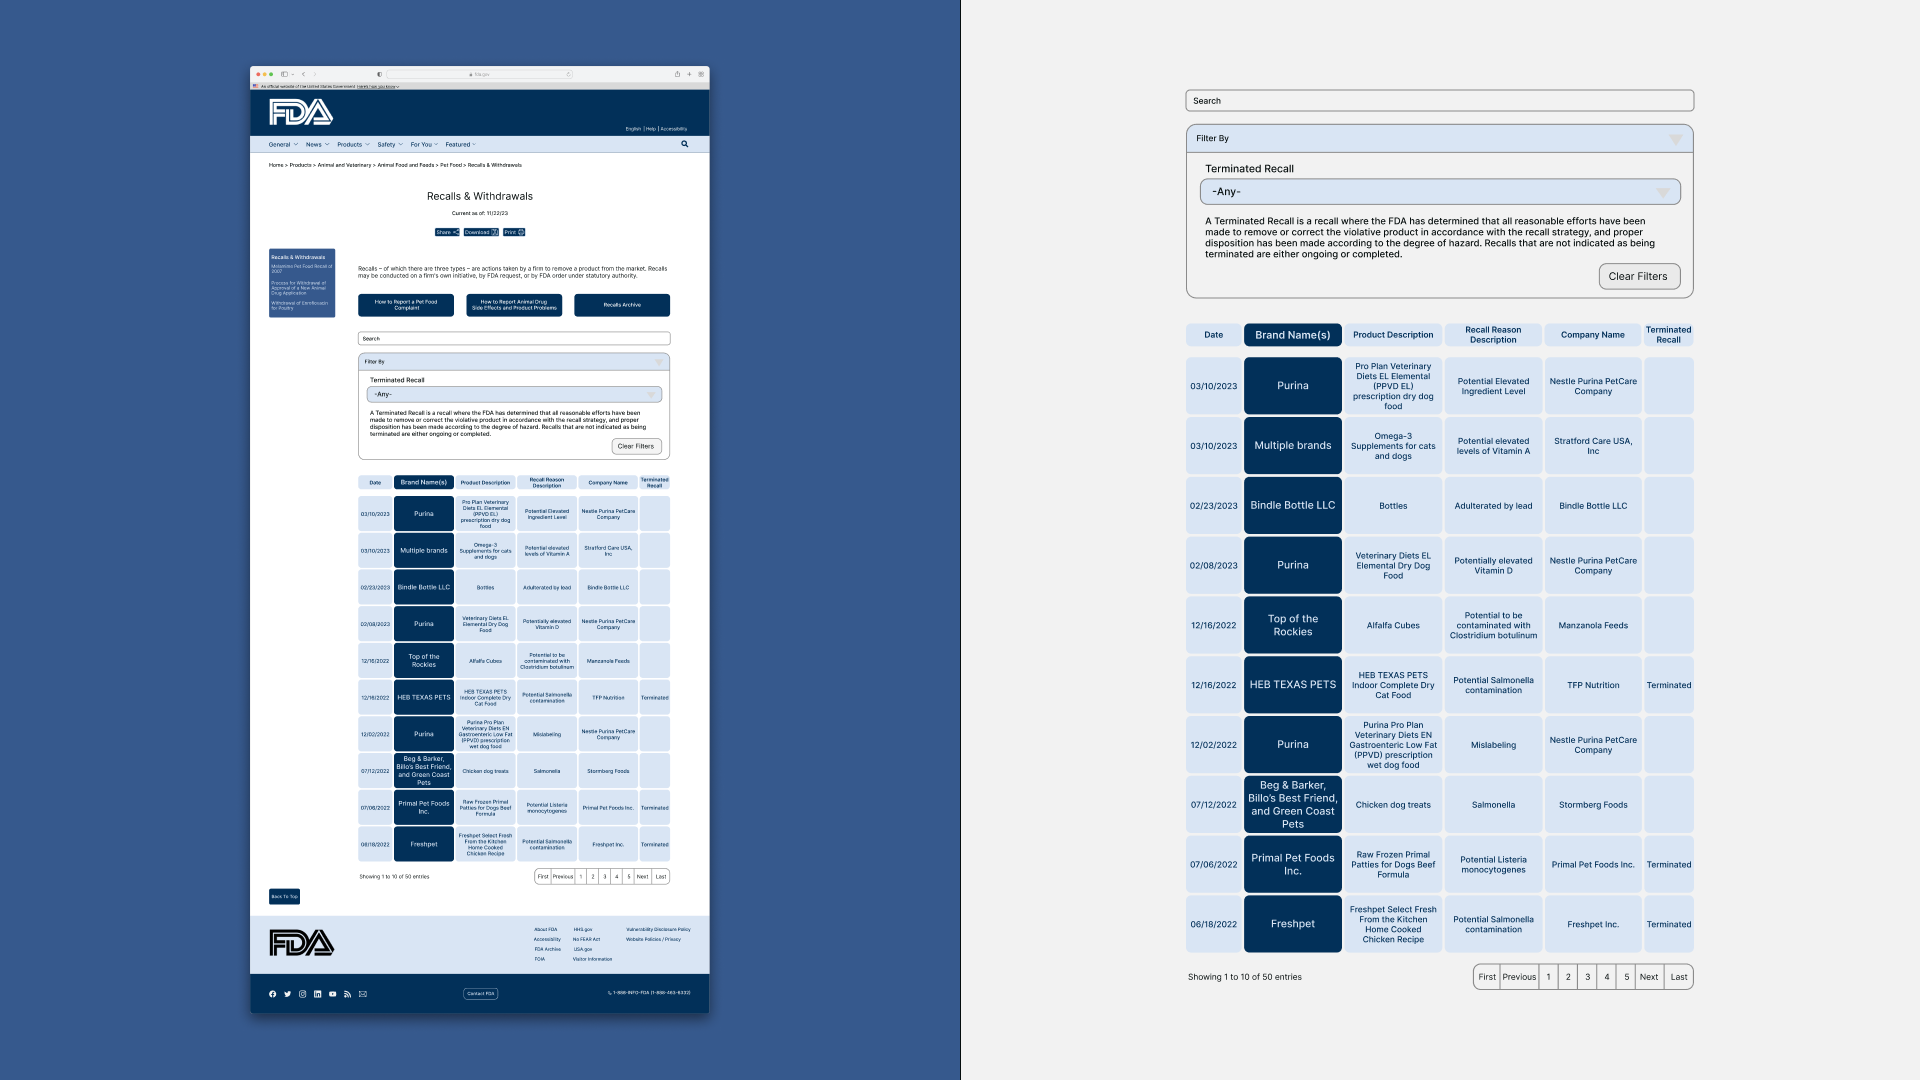 fda.gov
An official website of the United States Government Here's how you know
FDA
English | Help | Accessibility
General News Products Safety For You Featured
Home > Products > Animal and Veterinary > Animal Food and Feeds > Pet Food > Recalls & Withdrawals
Recalls & Withdrawals
Current as of: 11/22/23
Share Download Print
Recalls & Withdrawals
Melamine Pet Food Recall of
2007
Process for Withdrawal of
Approval of a New Animal
Drug Application
Withdrawal of Enrofloxacin
for Poultry
Recalls – of which there are three types – are actions taken by a firm to remove a product from the market. Recalls
may be conducted on a firm's own initiative, by FDA request, or by FDA order under statutory authority.
How to Report a Pet Food
Complaint
How to Report Animal Drug
Side Effects and Product Problems
Recalls Archive
Search
Filter By
Terminated Recall
-Any-
A Terminated Recall is a recall where the FDA has determined that all reasonable efforts have been
made to remove or correct the violative product in accordance with the recall strategy, and proper
disposition has been made according to the degree of hazard. Recalls that are not indicated as being
terminated are either ongoing or completed.
Clear Filters
Date
Brand Name(s)
Product Description
Recall Reason
Description
Company Name
Terminated
Recall
03/10/2023
Purina
Pro Plan Veterinary
Diets EL Elemental
(PPVD EL)
prescription dry dog
food
Potential Elevated
Ingredient Level
Nestle Purina PetCare
Company
03/10/2023
Multiple brands
Omega-3
Supplements for cats
and dogs
Potential elevated
levels of Vitamin A
Stratford Care USA,
Inc
02/23/2023
Bindle Bottle LLC
Bottles
Adulterated by lead
Bindle Bottle LLC
02/08/2023
Purina
Veterinary Diets EL
Elemental Dry Dog
Food
Potentially elevated
Vitamin D
Nestle Purina PetCare
Company
12/16/2022
Top of the
Rockies
Alfalfa Cubes
Potential to be
contaminated with
Clostridium botulinum
Manzanola Feeds
12/16/2022
HEB TEXAS PETS
HEB TEXAS PETS
Indoor Complete Dry
Cat Food
Potential Salmonella
contamination
TFP Nutrition
Terminated
12/02/2022
Purina
Purina Pro Plan
Veterinary Diets EN
Gastroenteric Low Fat
(PPVD) prescription
wet dog food
Mislabeling
Nestle Purina PetCare
Company
07/12/2022
Beg & Barker,
Billo's Best Friend,
and Green Coast
Pets
Chicken dog treats
Salmonella
Stormberg Foods
07/06/2022
Primal Pet Foods
Inc.
Raw Frozen Primal
Patties for Dogs Beef
Formula
Potential Listeria
monocytogenes
Primal Pet Foods Inc.
Terminated
06/18/2022
Freshpet
Freshpet Select Fresh
From the Kitchen
Home Cooked
Chicken Recipe
Potential Salmonella
contamination
Freshpet Inc.
Terminated
Showing 1 to 10 of 50 entries
First Previous 1 2 3 4 5 Next Last
Back To Top
FDA
About FDA
Accessibility
FDA Archive
FOIA
HHS.gov
No FEAR Act
USA.gov
Visitor Information
Vulnerability Disclosure Policy
Website Policies / Privacy
Contact FDA
1-888-INFO-FDA (1-888-463-6332)
Search
Filter By
Terminated Recall
-Any-
A Terminated Recall is a recall where the FDA has determined that all reasonable efforts have been
made to remove or correct the violative product in accordance with the recall strategy, and proper
disposition has been made according to the degree of hazard. Recalls that are not indicated as being
terminated are either ongoing or completed.
Clear Filters
Date
Brand Name(s)
Product Description
Recall Reason
Description
Company Name
Terminated
Recall
03/10/2023
Purina
Pro Plan Veterinary
Diets EL Elemental
(PPVD EL)
prescription dry dog
food
Potential Elevated
Ingredient Level
Nestle Purina PetCare
Company
03/10/2023
Multiple brands
Omega-3
Supplements for cats
and dogs
Potential elevated
levels of Vitamin A
Stratford Care USA,
Inc
02/23/2023
Bindle Bottle LLC
Bottles
Adulterated by lead
Bindle Bottle LLC
02/08/2023
Purina
Veterinary Diets EL
Elemental Dry Dog
Food
Potentially elevated
Vitamin D
Nestle Purina PetCare
Company
12/16/2022
Top of the
Rockies
Alfalfa Cubes
Potential to be
contaminated with
Clostridium botulinum
Manzanola Feeds
12/16/2022
HEB TEXAS PETS
HEB TEXAS PETS
Indoor Complete Dry
Cat Food
Potential Salmonella
contamination
TFP Nutrition
Terminated
12/02/2022
Purina
Purina Pro Plan
Veterinary Diets EN
Gastroenteric Low Fat
(PPVD) prescription
wet dog food
Mislabeling
Nestle Purina PetCare
Company
07/12/2022
Beg & Barker,
Billo's Best Friend,
and Green Coast
Pets
Chicken dog treats
Salmonella
Stormberg Foods
07/06/2022
Primal Pet Foods
Inc.
Raw Frozen Primal
Patties for Dogs Beef
Formula
Potential Listeria
monocytogenes
Primal Pet Foods Inc.
Terminated
06/18/2022
Freshpet
Freshpet Select Fresh
From the Kitchen
Home Cooked
Chicken Recipe
Potential Salmonella
contamination
Freshpet Inc.
Terminated
Showing 1 to 10 of 50 entries
First Previous 1 2 3 4 5 Next Last